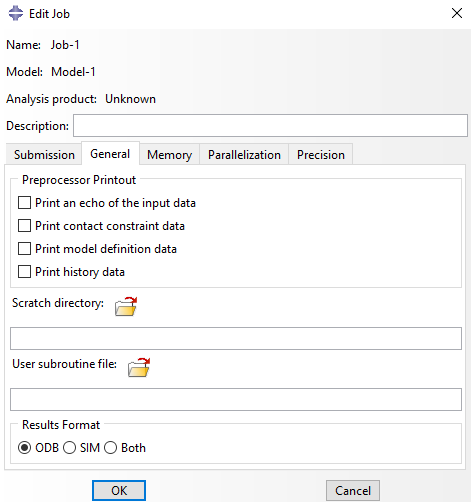 Edit Job
Name: Job-1
Model: Model-1
Analysis product: Unknown
Description:
Submission General Memory Parallelization Precision
Preprocessor Printout
Print an echo of the input data
Print contact constraint data
Print model definition data
Print history data
Scratch directory:
User subroutine file:
Results Format
ODB SIM Both
OK Cancel